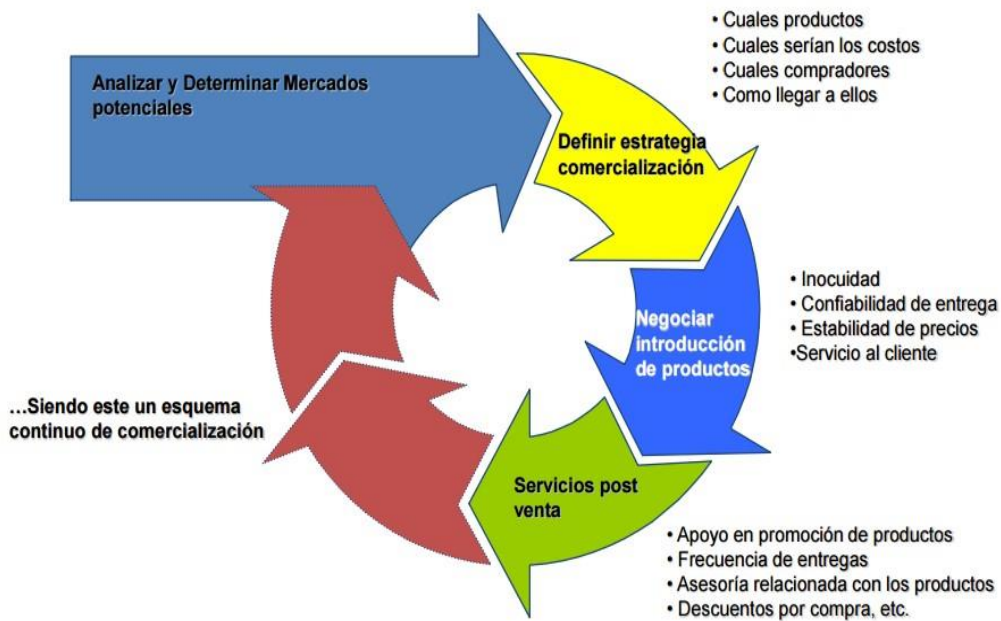 Analizar y Determinar Mercados
potenciales
• Cuales productos
• Cuales serían los costos
• Cuales compradores
• Como llegar a ellos
Definir estrategia
comercialización
• Inocuidad
• Confiabilidad de entrega
• Estabilidad de precios
•Servicio al cliente
Negociar
introducción
de productos
...Siendo este un esquema
continuo de comercialización
Servicios post
venta
• Apoyo en promoción de productos
• Frecuencia de entregas
• Asesoría relacionada con los productos
• Descuentos por compra, etc.